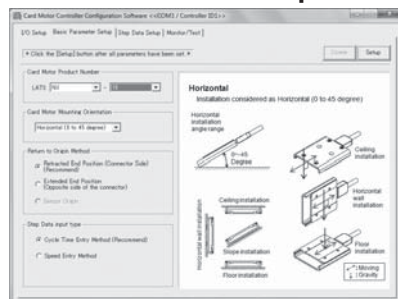 Card Motor Controller Configuration Software <<COM3 / Controller ID1>>
I/O Setup Basic Parameter Setup Step Data Setup Monitor/Test
* Click the [Setup] button after all parameters have been set. *
Setup
Card Motor Product Number
LAT3
Card Motor Mounting Orientation
Horizontal (0 to 45 degree)
Return to Origin Method
Retracted End Position (Connector Side)
(Recommend)
Extended End Position
(Opposite side of the connector)
Sensor Origin
Step Data input type
Cycle Time Entry Method (Recommend)
Speed Entry Method
Horizontal
Installation considered as Horizontal (0 to 45 degree)
Horizontal
installation
angle range
0~45
Degree
Ceiling
installation
Horizontal wall installation
Ceiling installation
Slope installation
Floor installation
Horizontal
wall
installation
Floor
installation
: Moving
: Gravity